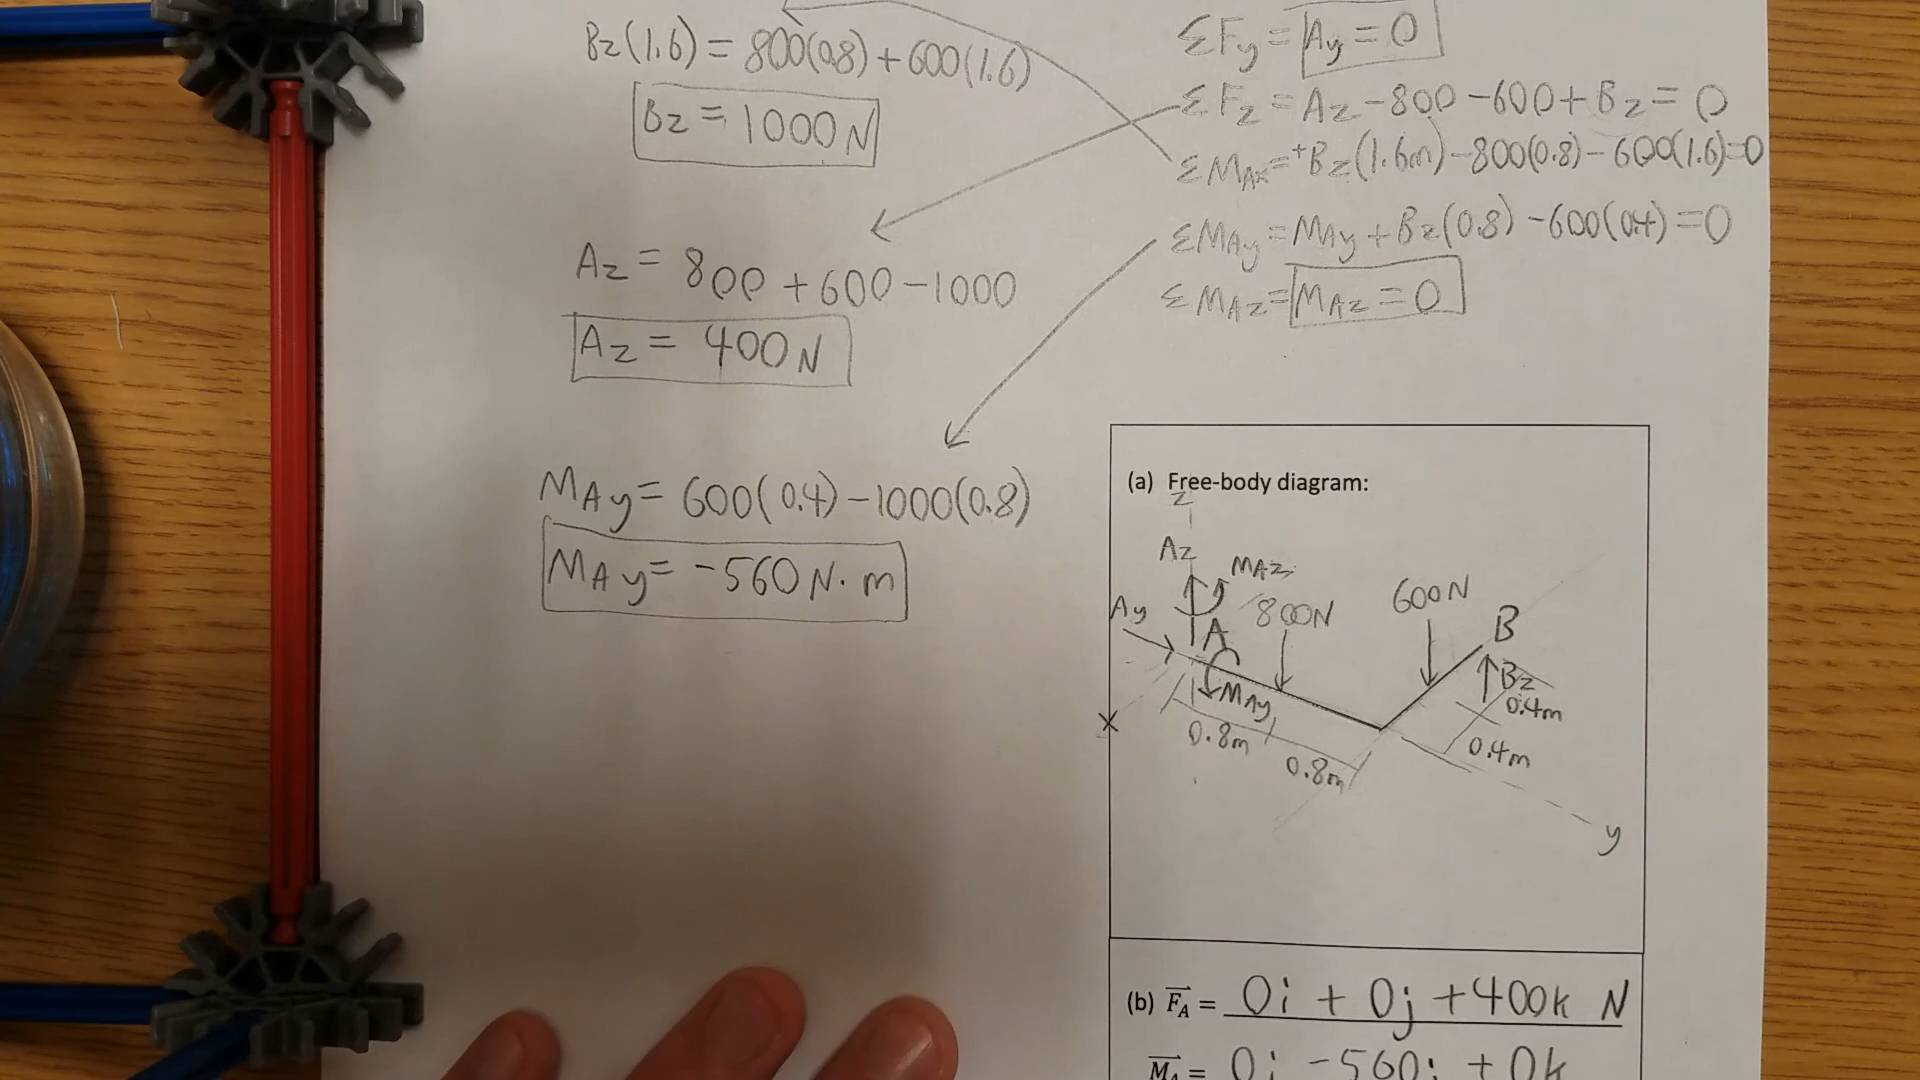 Bz(1.6) = 800(0.8) + 600(1.6)
Bz = 1000 N
Az = 800 + 600 - 1000
Az = 400 N
MAy = 600(0.4) - 1000(0.8)
MAy = -560 N·m
ΣFy = Ay = 0
ΣFz = Az - 800 - 600 + Bz = 0
ΣMAx = +Bz(1.6m) - 800(0.8) - 600(1.6) = 0
ΣMAy = MAy + Bz(0.8) - 600(0.4) = 0
ΣMAz = MAz = 0
(a) Free-body diagram:
z
Az
MAz
Ay
800N
600N
A
B
MAy
Bz
0.4m
x
0.8m
0.4m
0.8m
y
(b) FA = 0i + 0j + 400k N
MA = 0i - 560j + 0k